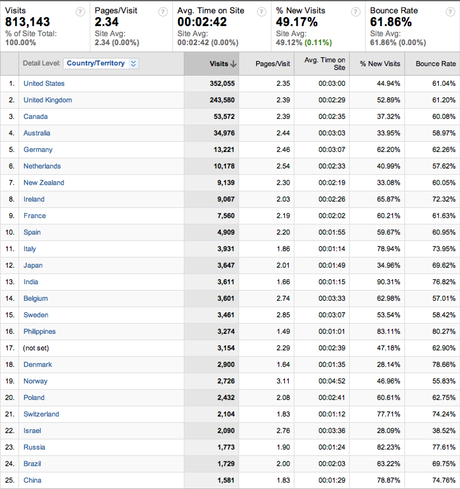 Visits Pages/Visit Avg. Time on Site % New Visits Bounce Rate
813,143 2.34 00:02:42 49.17% 61.86%
% of Site Total: Site Avg: Site Avg: Site Avg: Site Avg:
100.00% 2.34 (0.00%) 00:02:42 (0.00%) 49.12% (0.11%) 61.86% (0.00%)
Detail Level: Country/Territory Visits Pages/Visit Avg. Time on Site % New Visits Bounce Rate
1. United States 352,055 2.35 00:03:00 44.94% 61.04%
2. United Kingdom 243,580 2.39 00:02:29 52.89% 61.20%
3. Canada 53,572 2.39 00:02:35 37.32% 60.08%
4. Australia 34,976 2.44 00:03:03 33.95% 58.97%
5. Germany 13,221 2.46 00:03:07 62.20% 62.26%
6. Netherlands 10,178 2.54 00:02:33 40.99% 57.62%
7. New Zealand 9,139 2.30 00:02:19 33.08% 60.05%
8. Ireland 9,067 2.03 00:02:26 65.87% 72.32%
9. France 7,560 2.19 00:02:02 60.21% 61.63%
10. Spain 4,909 2.20 00:01:55 59.67% 60.95%
11. Italy 3,931 1.86 00:01:14 78.94% 73.95%
12. Japan 3,647 2.01 00:01:49 34.96% 69.62%
13. India 3,611 1.66 00:01:15 90.31% 76.82%
14. Belgium 3,601 2.74 00:03:33 62.98% 57.01%
15. Sweden 3,461 2.85 00:03:07 53.54% 58.42%
16. Philippines 3,274 1.49 00:01:01 83.11% 80.27%
17. (not set) 3,154 2.29 00:02:39 47.18% 62.90%
18. Denmark 2,900 1.64 00:01:35 28.14% 78.66%
19. Norway 2,726 3.11 00:04:52 46.96% 55.83%
20. Poland 2,432 2.08 00:02:41 60.61% 62.75%
21. Switzerland 2,104 1.83 00:01:12 77.71% 74.24%
22. Israel 2,090 2.76 00:03:36 28.09% 38.52%
23. Russia 1,773 1.90 00:01:24 82.23% 77.61%
24. Brazil 1,729 2.00 00:02:03 63.22% 69.75%
25. China 1,581 1.83 00:01:21 78.87% 74.76%